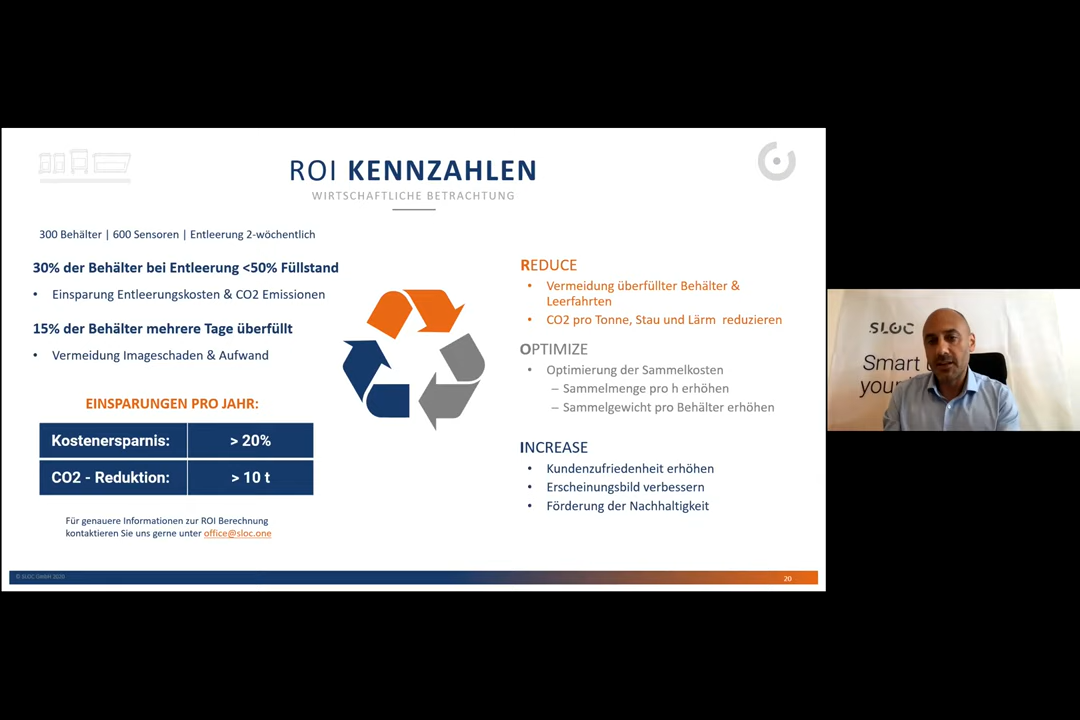 ROI KENNZAHLEN
WIRTSCHAFTLICHE BETRACHTUNG
300 Behälter | 600 Sensoren | Entleerung 2-wöchentlich
30% der Behälter bei Entleerung <50% Füllstand
• Einsparung Entleerungskosten & CO2 Emissionen
15% der Behälter mehrere Tage überfüllt
• Vermeidung Imageschaden & Aufwand
EINSPARUNGEN PRO JAHR:
Kostenersparnis: > 20%
CO2 - Reduktion: > 10 t
Für genauere Informationen zur ROI Berechnung
kontaktieren Sie uns gerne unter office@sloc.one
REDUCE
• Vermeidung überfüllter Behälter &
Leerfahrten
• CO2 pro Tonne, Stau und Lärm reduzieren
OPTIMIZE
• Optimierung der Sammelkosten
– Sammelmenge pro h erhöhen
– Sammelgewicht pro Behälter erhöhen
INCREASE
• Kundenzufriedenheit erhöhen
• Erscheinungsbild verbessern
• Förderung der Nachhaltigkeit
© SLOC GmbH 2020
20
SLOC
Smart